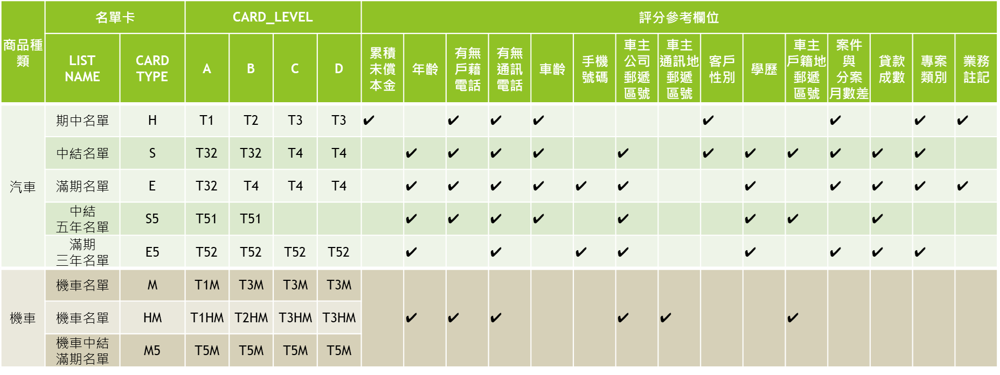 商品種
類
名單卡
CARD_LEVEL
評分參考欄位
LIST
NAME
CARD
TYPE
A
B
C
D
累積
未償
本金
年齡
有無
戶藉
電話
有無
通訊
電話
車齡
手機
號碼
車主
公司
郵遞
區號
車主
通訊地
郵遞
區號
客戶
性別
學歷
車主
戶籍地
郵遞
區號
案件
與
分案
月數差
貸款
成數
專案
類別
業務
註記
汽車
期中名單 H T1 T2 T3 T3 ✔ ✔ ✔ ✔ ✔ ✔ ✔ ✔
中結名單 S T32 T32 T4 T4 ✔ ✔ ✔ ✔ ✔ ✔ ✔ ✔ ✔ ✔ ✔
滿期名單 E T32 T4 T4 T4 ✔ ✔ ✔ ✔ ✔ ✔ ✔ ✔ ✔ ✔ ✔
中結
五年名單 S5 T51 T51 ✔ ✔ ✔ ✔ ✔ ✔ ✔ ✔
滿期
三年名單 E5 T52 T52 T52 T52 ✔ ✔ ✔ ✔ ✔ ✔ ✔ ✔
機車
機車名單 M T1M T3M T3M T3M
機車名單 HM T1HM T2HM T3HM T3HM ✔ ✔ ✔ ✔ ✔ ✔
機車中結
滿期名單 M5 T5M T5M T5M T5M